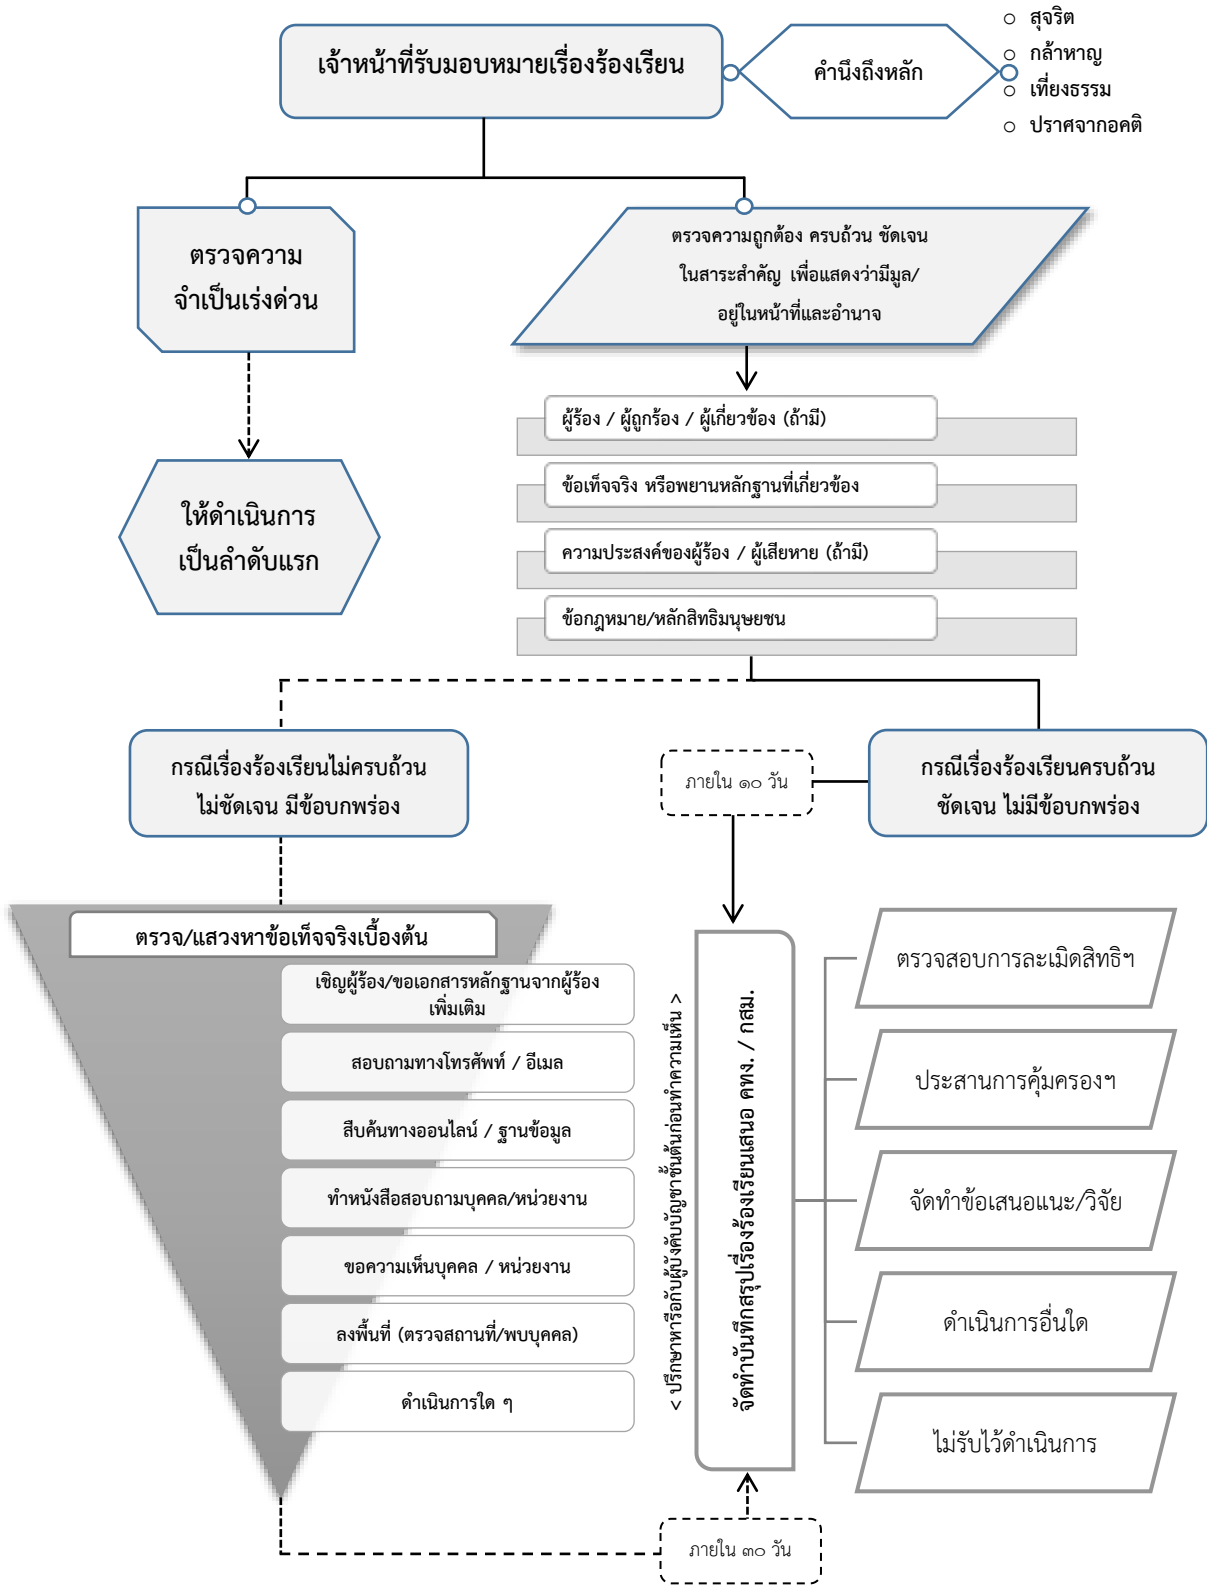 เจ้าหน้าที่รับมอบหมายเรื่องร้องเรียน
คำนึงถึงหลัก
○ สุจริต
○ กล้าหาญ
○ เที่ยงธรรม
○ ปราศจากอคติ
ตรวจความ
จำเป็นเร่งด่วน
ตรวจความถูกต้อง ครบถ้วน ชัดเจน
ในสาระสำคัญ เพื่อแสดงว่ามีมูล/
อยู่ในหน้าที่และอำนาจ
ให้ดำเนินการ
เป็นลำดับแรก
ผู้ร้อง / ผู้ถูกร้อง / ผู้เกี่ยวข้อง (ถ้ามี)
ข้อเท็จจริง หรือพยานหลักฐานที่เกี่ยวข้อง
ความประสงค์ของผู้ร้อง / ผู้เสียหาย (ถ้ามี)
ข้อกฎหมาย/หลักสิทธิมนุษยชน
กรณีเรื่องร้องเรียนไม่ครบถ้วน
ไม่ชัดเจน มีข้อบกพร่อง
ภายใน ๑๐ วัน
กรณีเรื่องร้องเรียนครบถ้วน
ชัดเจน ไม่มีข้อบกพร่อง
ตรวจ/แสวงหาข้อเท็จจริงเบื้องต้น
เชิญผู้ร้อง/ขอเอกสารหลักฐานจากผู้ร้อง
เพิ่มเติม
สอบถามทางโทรศัพท์ / อีเมล
สืบค้นทางออนไลน์ / ฐานข้อมูล
ทำหนังสือสอบถามบุคคล/หน่วยงาน
ขอความเห็นบุคคล / หน่วยงาน
ลงพื้นที่ (ตรวจสถานที่/พบบุคคล)
ดำเนินการใด ๆ
< ปรึกษาหารือกับผู้บังคับบัญชาชั้นต้นก่อนทำความเห็น >
จัดทำบันทึกสรุปเรื่องร้องเรียนเสนอ คทง. / กสม.
ตรวจสอบการละเมิดสิทธิฯ
ประสานการคุ้มครองฯ
จัดทำข้อเสนอแนะ/วิจัย
ดำเนินการอื่นใด
ไม่รับไว้ดำเนินการ
ภายใน ๓๐ วัน